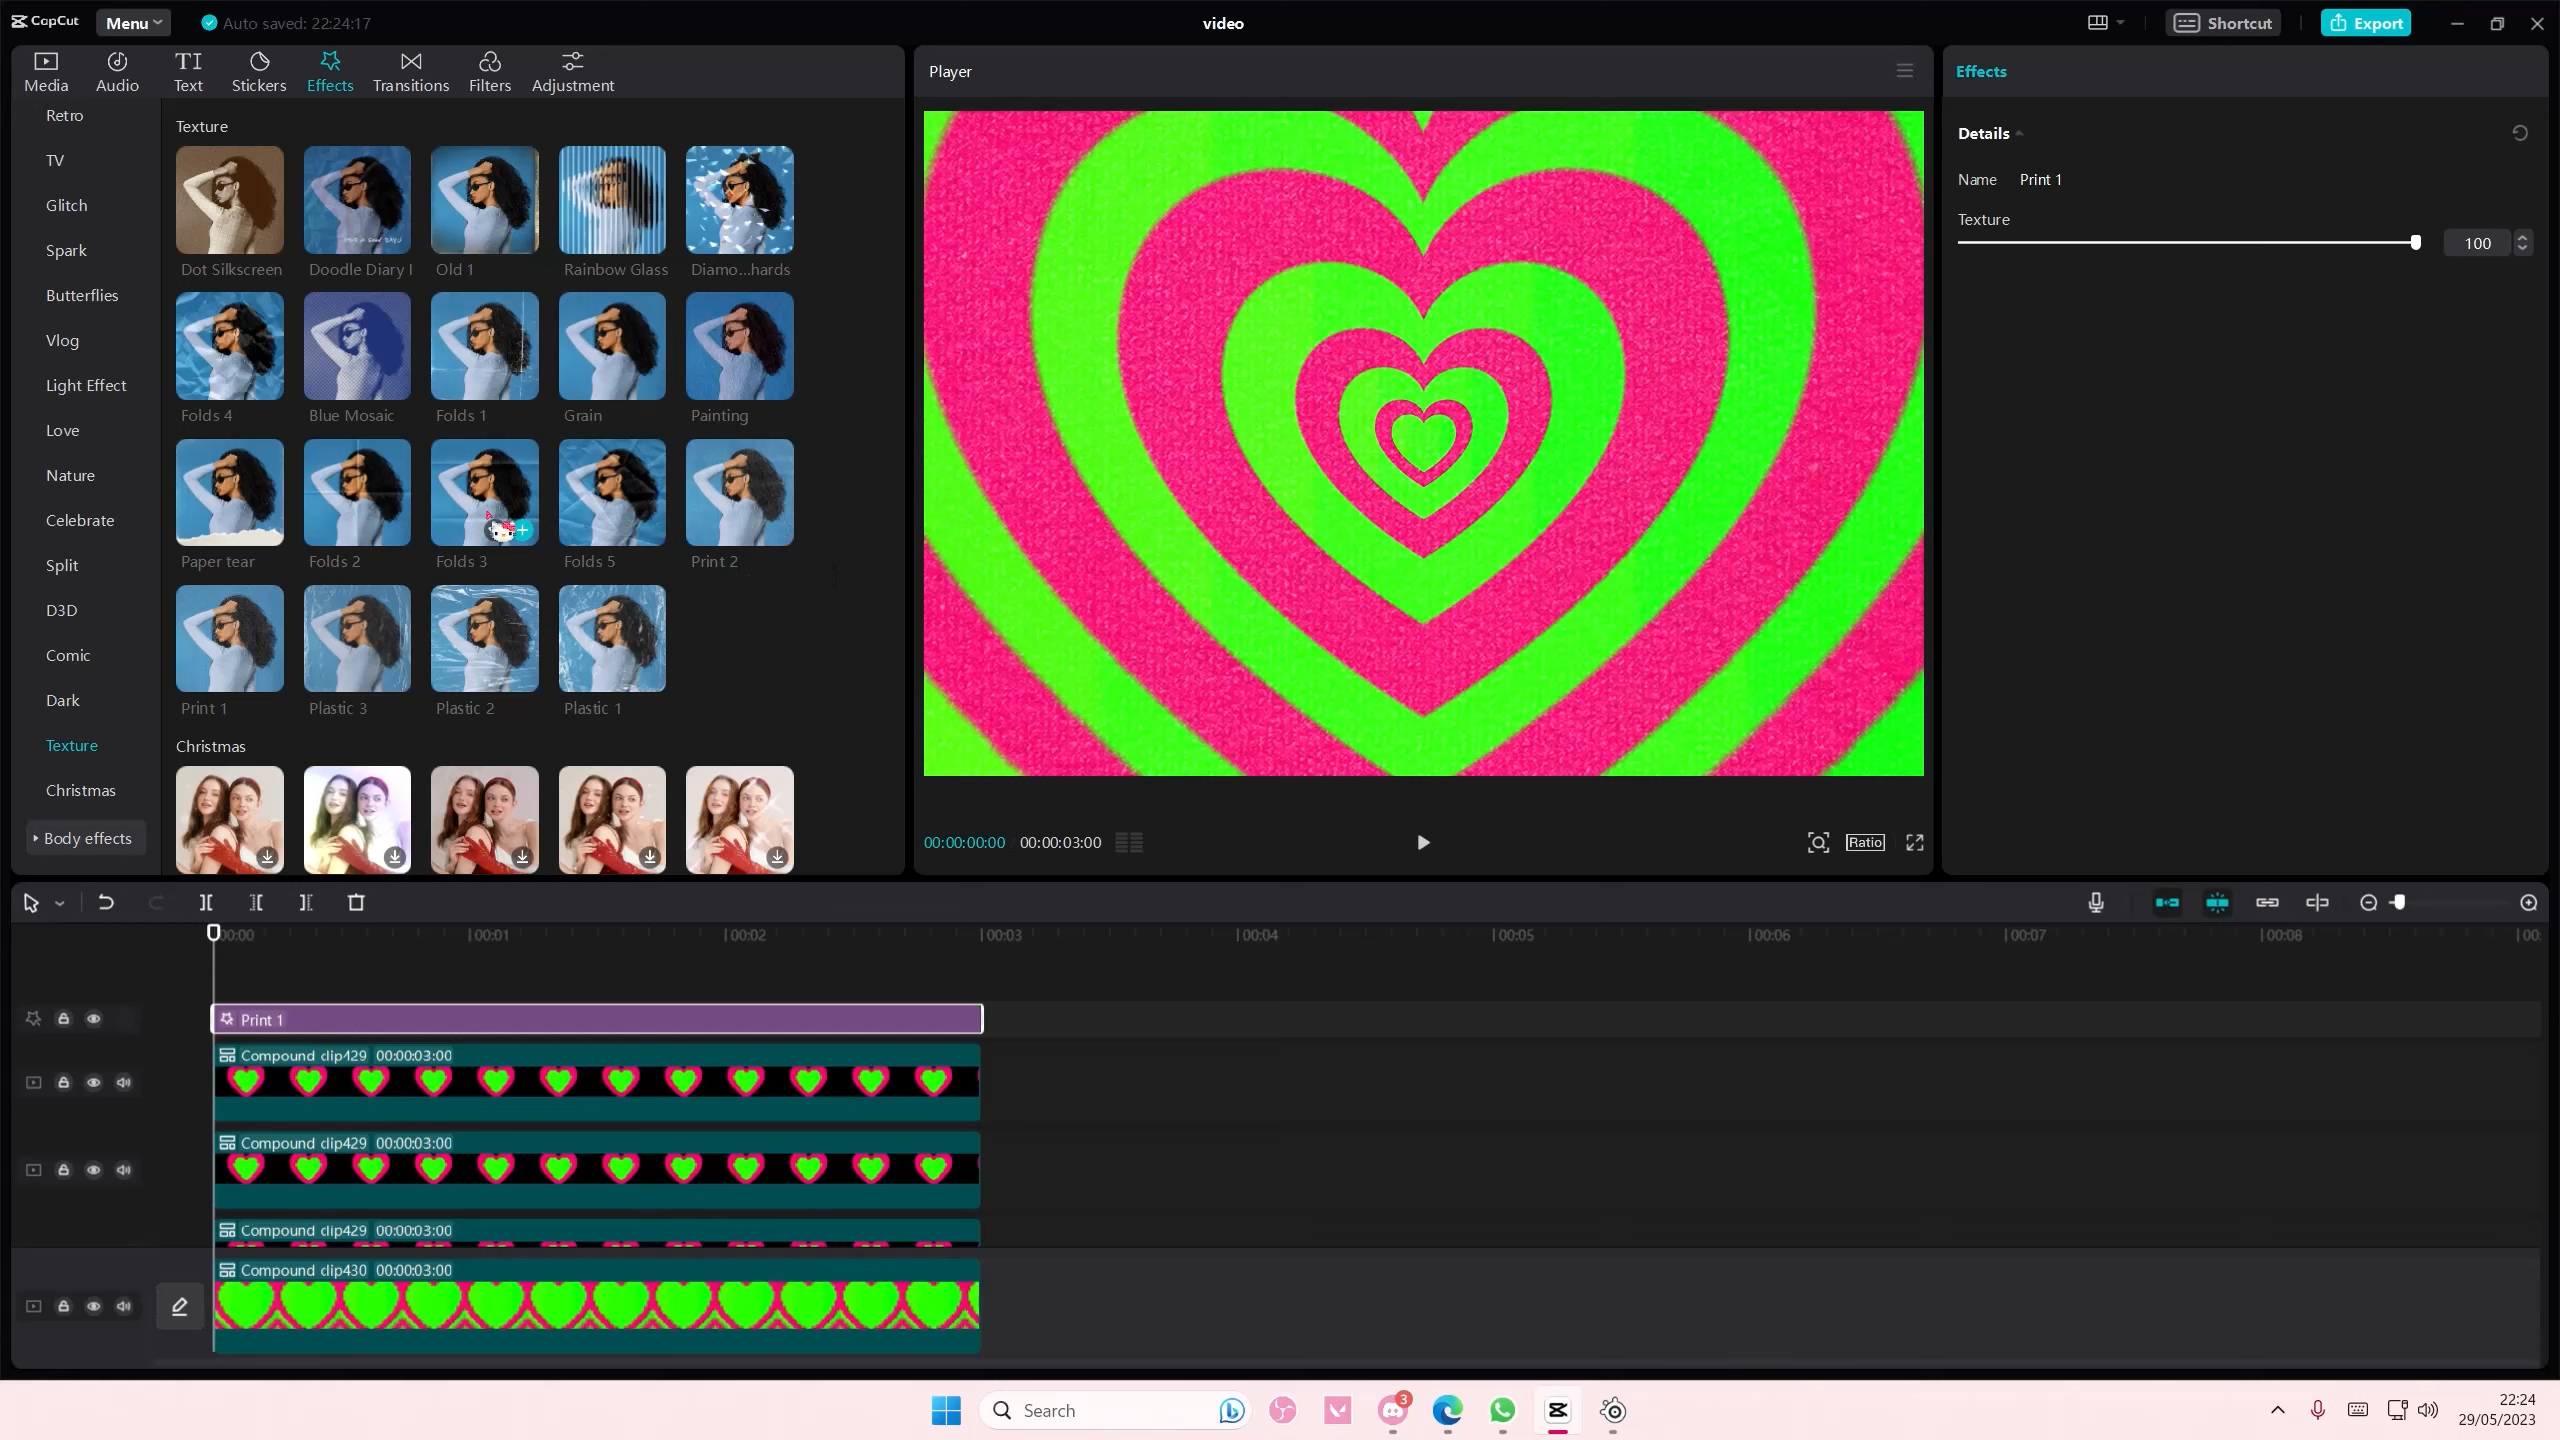 CapCut
Menu
Auto saved: 22:24:17
video
Shortcut
Export
Media
Audio
Text
Stickers
Effects
Transitions
Filters
Adjustment
Player
Effects
Retro
TV
Glitch
Spark
Butterflies
Vlog
Light Effect
Love
Nature
Celebrate
Split
D3D
Comic
Dark
Texture
Christmas
Body effects
Texture
Dot Silkscreen
Doodle Diary
Old 1
Rainbow Glass
Diamo...hards
Folds 4
Blue Mosaic
Folds 1
Grain
Painting
Paper tear
Folds 2
Folds 3
Folds 5
Print 2
Print 1
Plastic 3
Plastic 2
Plastic 1
Christmas
Details
Name Print 1
Texture
100
00:00:00:00 00:00:03:00
Ratio
00:00
00:01
00:02
00:03
00:04
00:05
00:06
00:07
00:08
00:
Print 1
Compound clip429 00:00:03:00
Compound clip429 00:00:03:00
Compound clip429 00:00:03:00
Compound clip430 00:00:03:00
Search
3
22:24
29/05/2023